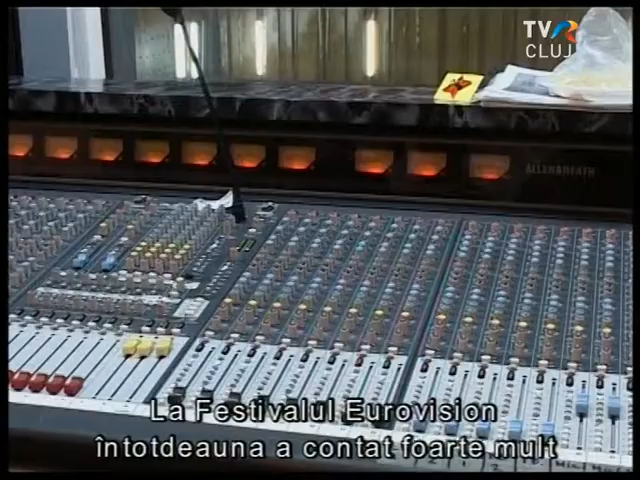 TVR
CLUJ
ALLEN&HEATH
La Festivalul Eurovision
întotdeauna a contat foarte mult